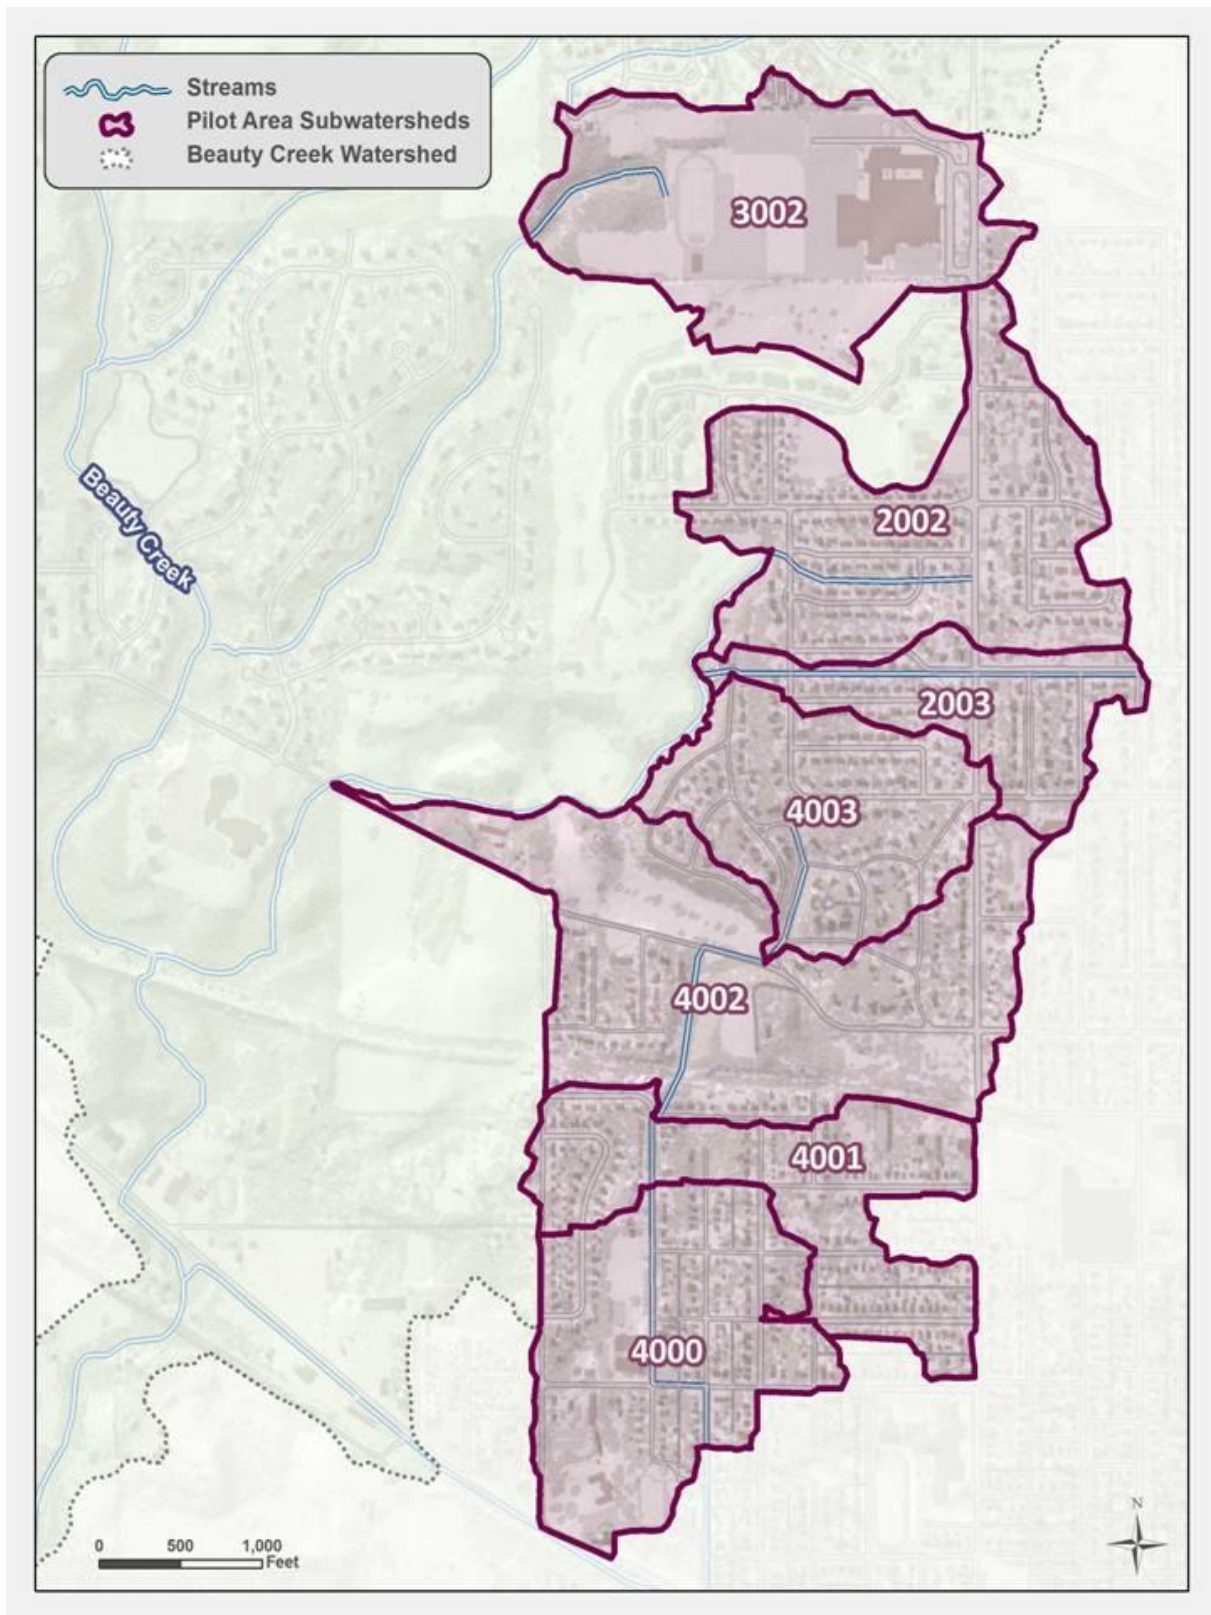 Streams
Pilot Area Subwatersheds
Beauty Creek Watershed
3002
Beauty Creek
2002
2003
4003
4002
4001
4000
N
0 500 1,000
Feet